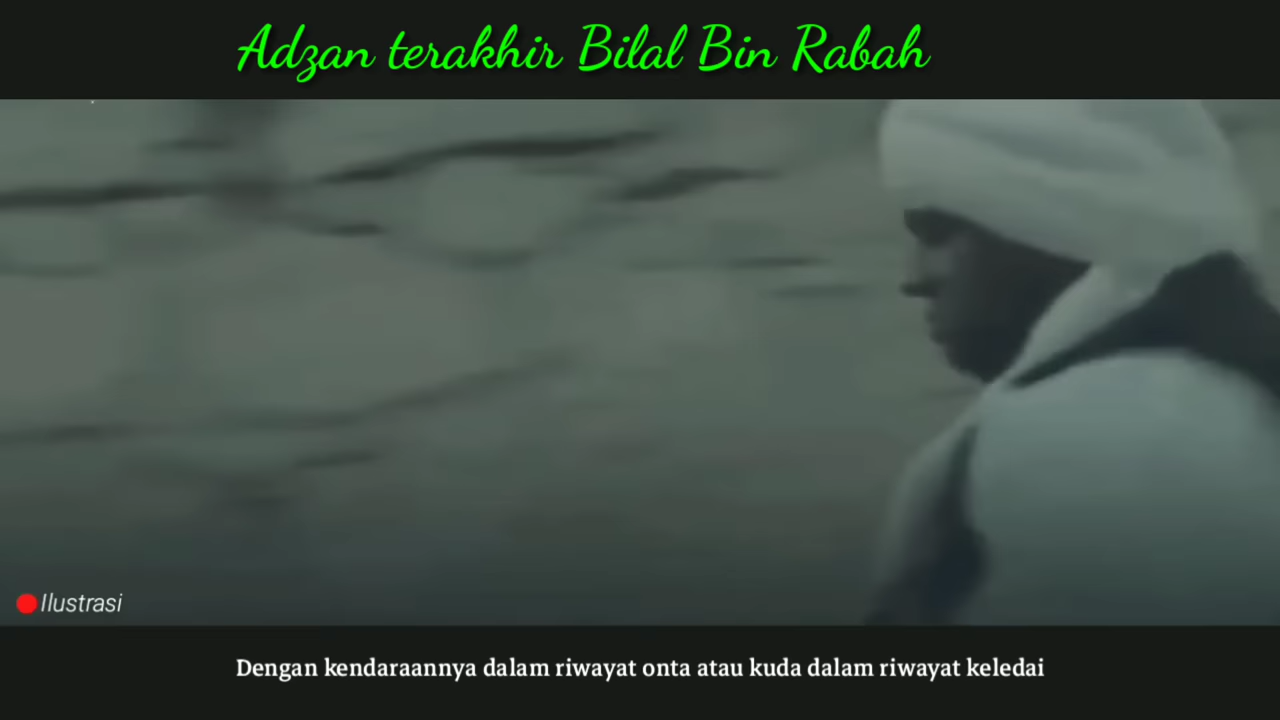 Adzan terakhir Bilal Bin Rabah
Ilustrasi
Dengan kendaraannya dalam riwayat onta atau kuda dalam riwayat keledai